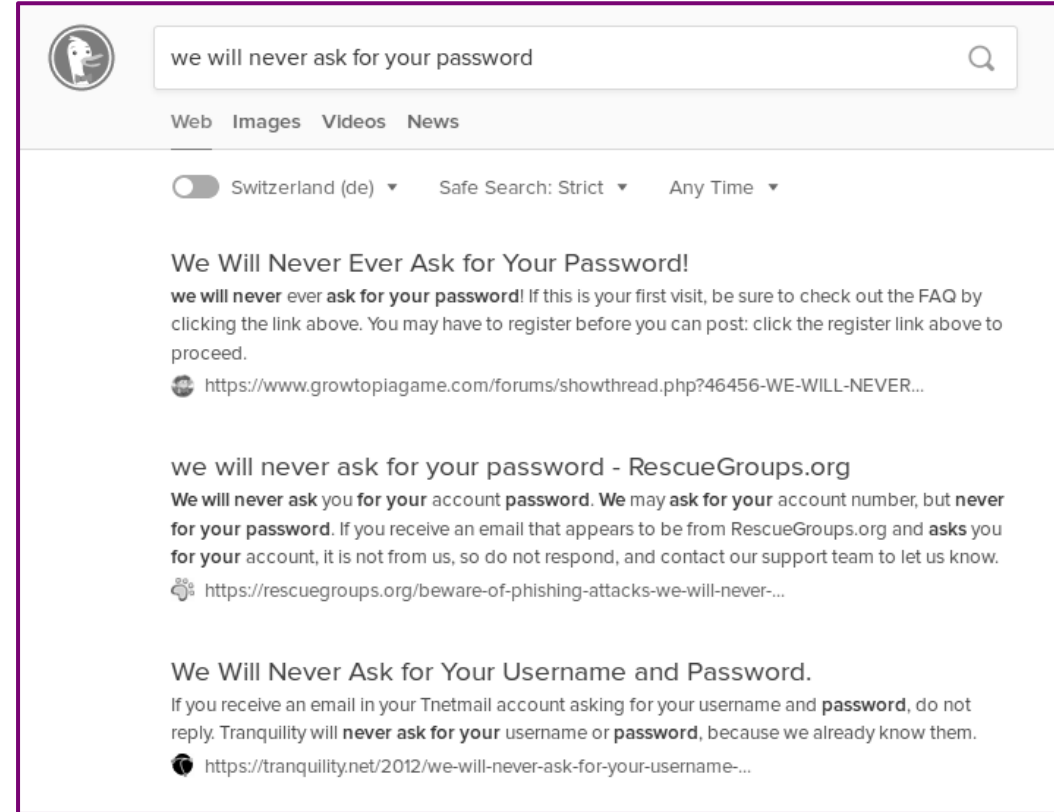 we will never ask for your password
Web Images Videos News
Switzerland (de) Safe Search: Strict Any Time
We Will Never Ever Ask for Your Password!
we will never ever ask for your password! If this is your first visit, be sure to check out the FAQ by
clicking the link above. You may have to register before you can post: click the register link above to
proceed.
https://www.growtopiagame.com/forums/showthread.php?46456-WE-WILL-NEVER...
we will never ask for your password - RescueGroups.org
We will never ask you for your account password. We may ask for your account number, but never
for your password. If you receive an email that appears to be from RescueGroups.org and asks you
for your account, it is not from us, so do not respond, and contact our support team to let us know.
https://rescuegroups.org/beware-of-phishing-attacks-we-will-never-...
We Will Never Ask for Your Username and Password.
If you receive an email in your Tnetmail account asking for your username and password, do not
reply. Tranquility will never ask for your username or password, because we already know them.
https://tranquility.net/2012/we-will-never-ask-for-your-username-...